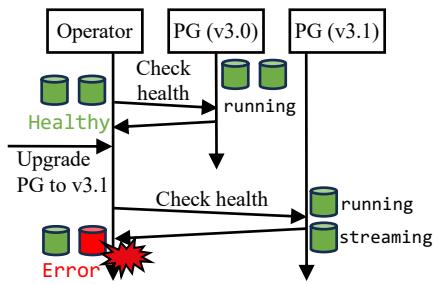 Operator
PG (v3.0)
PG (v3.1)
Check
health
running
Healthy
Upgrade
PG to v3.1
Check health
running
streaming
Error